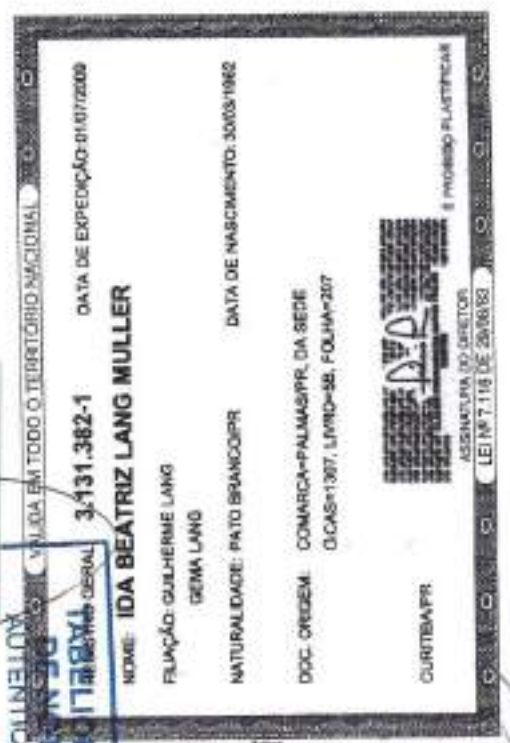 VÁLIDA EM TODO O TERRITÓRIO NACIONAL
REGISTRO GERAL 3.131.382-1 DATA DE EXPEDIÇÃO: 01/07/2009
NOME: IDA BEATRIZ LANG MULLER
FILIAÇÃO: GUILHERME LANG
GEMA LANG
NATURALIDADE: PATO BRANCO/PR DATA DE NASCIMENTO: 30/03/1962
DOC. ORIGEM: COMARCA=PALMAS/PR, DA SEDE
C.CAS=1307, LIVRO=5B, FOLHA=207
CURITIBA/PR
ASSINATURA DO DIRETOR
É PROIBIDO PLASTIFICAR
LEI Nº 7.116 DE 29/08/83
TABELIO
DE NO
AUTENTIC